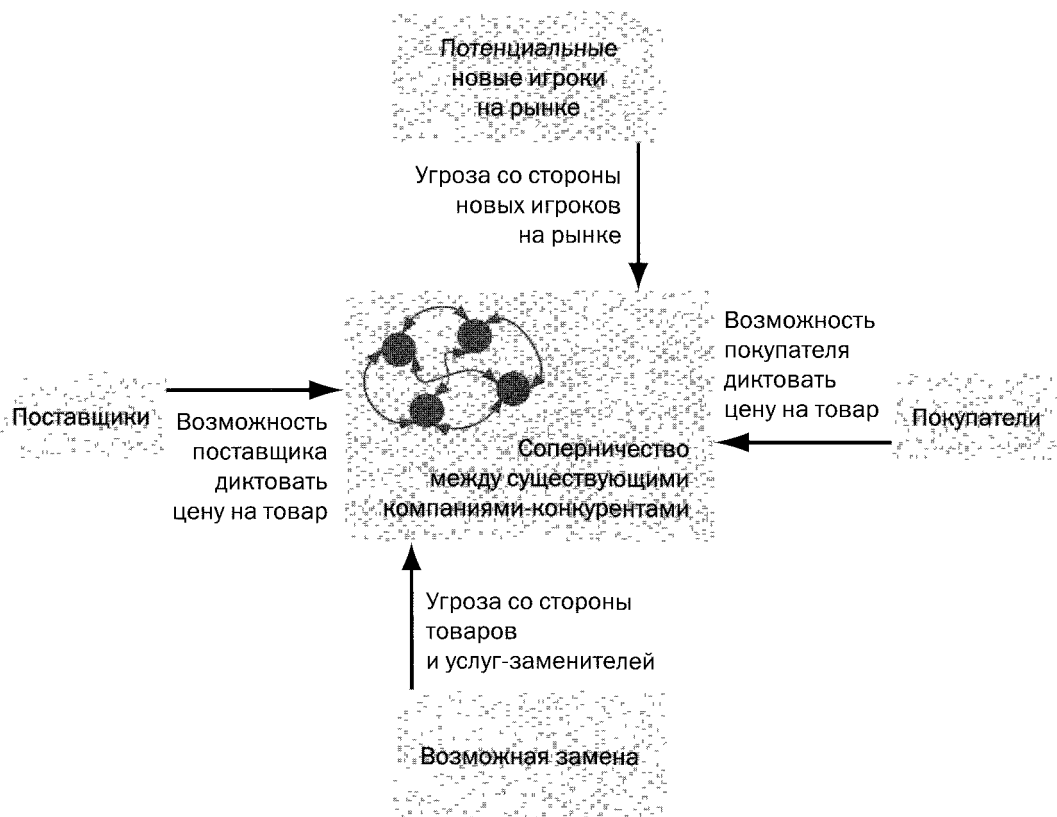 Потенциальные
новые игроки
на рынке
Угроза со стороны
новых игроков
на рынке
Поставщики
Возможность
поставщика
диктовать
цену на товар
Соперничество
между существующими
компаниями-конкурентами
Возможность
покупателя
диктовать
цену на товар
Покупатели
Угроза со стороны
товаров
и услуг-заменителей
Возможная замена